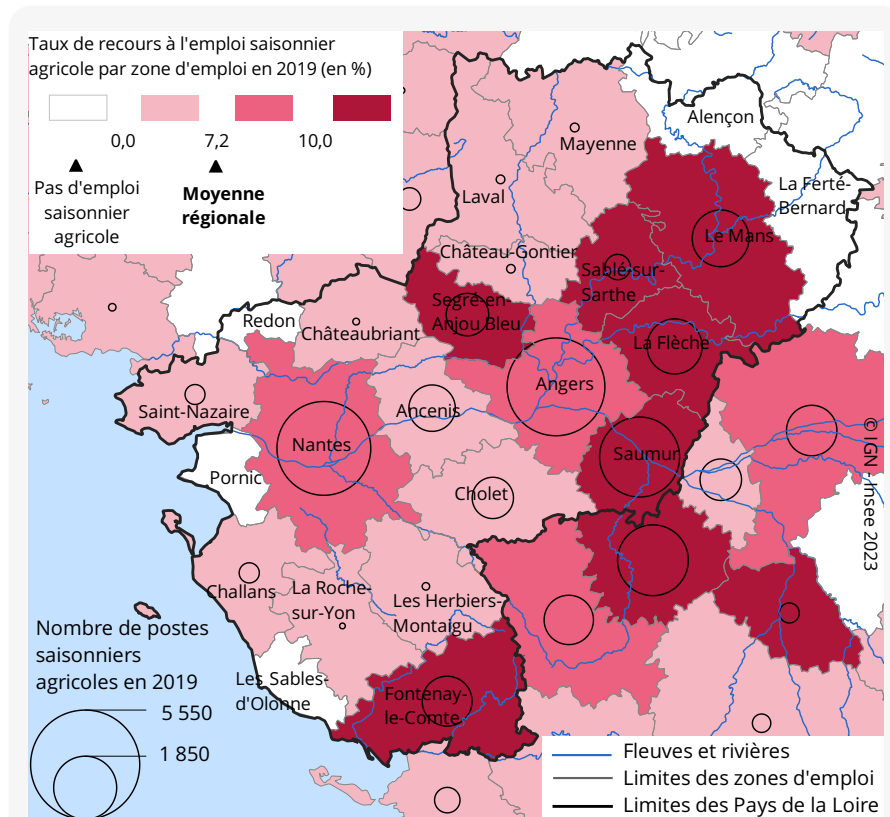 Taux de recours à l'emploi saisonnier
agricole par zone d'emploi en 2019 (en %)
0,0
7,2
10,0
Pas d'emploi
saisonnier
agricole
Moyenne
régionale
Alençon
Mayenne
La Ferté-
Bernard
Laval
Le Mans
Château-Gontier
Sablé-sur-
Sarthe
Segré-en-
Anjou Bleu
Redon
Châteaubriant
La Flèche
Angers
Saint-Nazaire
Ancenis
Nantes
Saumur
Pornic
Cholet
© IGN - Insee 2023
Challans
La Roche-
sur-Yon
Les Herbiers-
Montaigu
Les Sables-
d'Olonne
Fontenay-
le-Comte
Nombre de postes
saisonniers
agricoles en 2019
5 550
1 850
Fleuves et rivières
Limites des zones d'emploi
Limites des Pays de la Loire